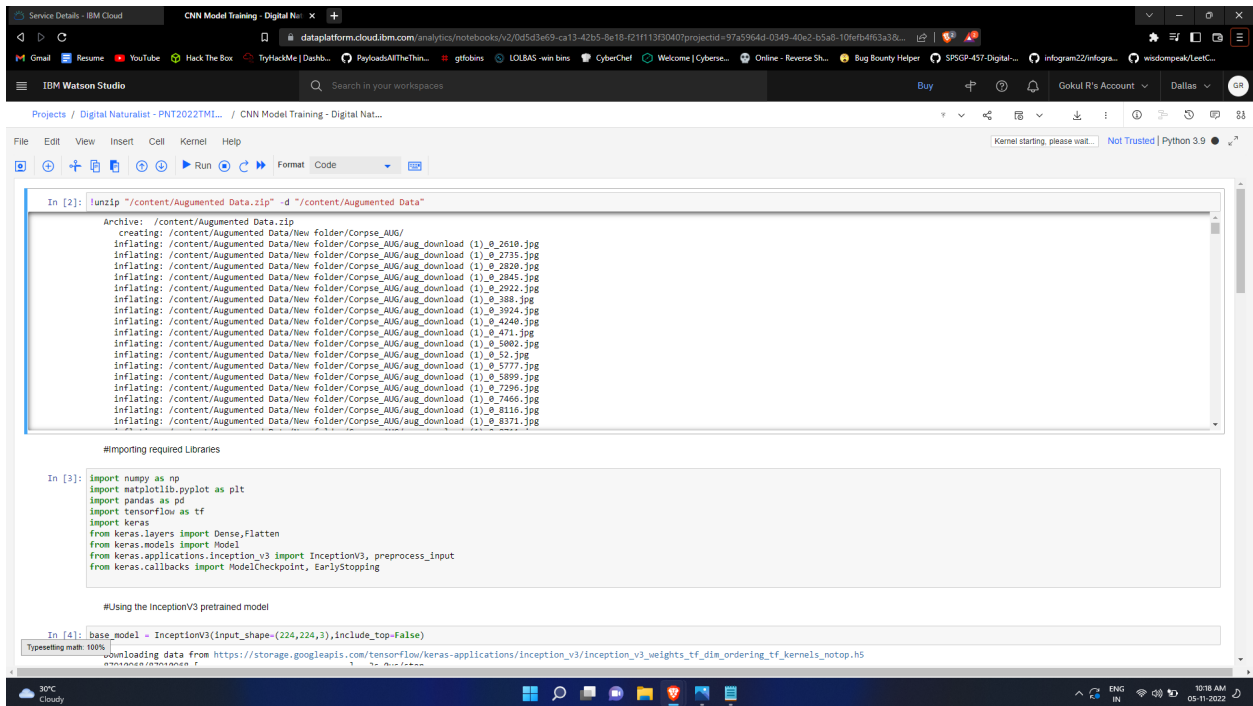 Service Details - IBM Cloud
CNN Model Training - Digital Nat
dataplatform.cloud.ibm.com/analytics/notebooks/v2/0d5d3e69-ca13-42b5-8e18-f21f113f3040?projectid=97a5964d-0349-40e2-b5a8-10fefb4f63a3&...
Gmail Resume YouTube Hack The Box TryHackMe | Dashb... PayloadsAllTheThin... gtfobins LOLBAS -win bins CyberChef Welcome | Cyberse... Online - Reverse Sh... Bug Bounty Helper SPSGP-457-Digital-... infogram22/infogra... wisdompeak/LeetC...
IBM Watson Studio
Search in your workspaces
Buy
Gokul R's Account
Dallas
GR
Projects / Digital Naturalist - PNT2022TMI... / CNN Model Training - Digital Nat...
File Edit View Insert Cell Kernel Help
Kernel starting, please wait...
Not Trusted | Python 3.9
Run
Format
Code
In [2]: !unzip "/content/Augumented Data.zip" -d "/content/Augumented Data"
Archive: /content/Augumented Data.zip
creating: /content/Augumented Data/New folder/Corpse_AUG/
inflating: /content/Augumented Data/New folder/Corpse_AUG/aug_download (1)_0_2610.jpg
inflating: /content/Augumented Data/New folder/Corpse_AUG/aug_download (1)_0_2735.jpg
inflating: /content/Augumented Data/New folder/Corpse_AUG/aug_download (1)_0_2820.jpg
inflating: /content/Augumented Data/New folder/Corpse_AUG/aug_download (1)_0_2845.jpg
inflating: /content/Augumented Data/New folder/Corpse_AUG/aug_download (1)_0_2922.jpg
inflating: /content/Augumented Data/New folder/Corpse_AUG/aug_download (1)_0_388.jpg
inflating: /content/Augumented Data/New folder/Corpse_AUG/aug_download (1)_0_3924.jpg
inflating: /content/Augumented Data/New folder/Corpse_AUG/aug_download (1)_0_4240.jpg
inflating: /content/Augumented Data/New folder/Corpse_AUG/aug_download (1)_0_471.jpg
inflating: /content/Augumented Data/New folder/Corpse_AUG/aug_download (1)_0_5002.jpg
inflating: /content/Augumented Data/New folder/Corpse_AUG/aug_download (1)_0_52.jpg
inflating: /content/Augumented Data/New folder/Corpse_AUG/aug_download (1)_0_5777.jpg
inflating: /content/Augumented Data/New folder/Corpse_AUG/aug_download (1)_0_5899.jpg
inflating: /content/Augumented Data/New folder/Corpse_AUG/aug_download (1)_0_7296.jpg
inflating: /content/Augumented Data/New folder/Corpse_AUG/aug_download (1)_0_7466.jpg
inflating: /content/Augumented Data/New folder/Corpse_AUG/aug_download (1)_0_8116.jpg
inflating: /content/Augumented Data/New folder/Corpse_AUG/aug_download (1)_0_8371.jpg
#Importing required Libraries
In [3]: import numpy as np
import matplotlib.pyplot as plt
import pandas as pd
import tensorflow as tf
import keras
from keras.layers import Dense,Flatten
from keras.models import Model
from keras.applications.inception_v3 import InceptionV3, preprocess_input
from keras.callbacks import ModelCheckpoint, EarlyStopping
#Using the InceptionV3 pretrained model
In [4]: base_model = InceptionV3(input_shape=(224,224,3),include_top=False)
Typesetting math: 100%
Downloading data from https://storage.googleapis.com/tensorflow/keras-applications/inception_v3/inception_v3_weights_tf_dim_ordering_tf_kernels_notop.h5
30°C
Cloudy
ENG
IN
10:18 AM
05-11-2022